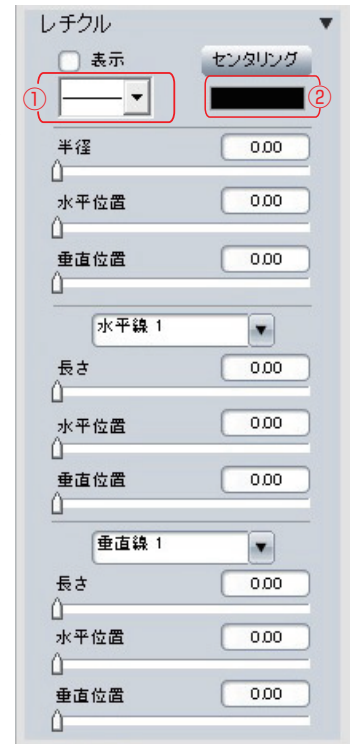 レチクル ▼
表示 センタリング
① ②
半径 0.00
水平位置 0.00
垂直位置 0.00
水平線 1
長さ 0.00
水平位置 0.00
垂直位置 0.00
垂直線 1
長さ 0.00
水平位置 0.00
垂直位置 0.00